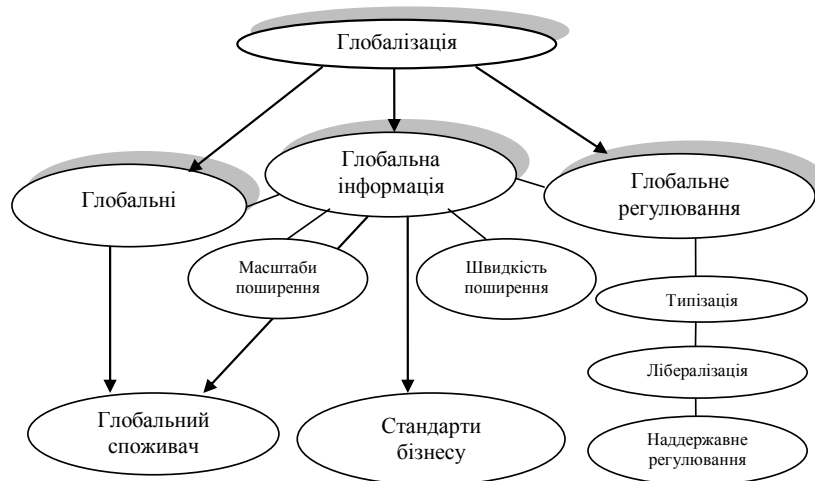 Глобалізація
Глобальна
інформація
Глобальні
Глобальне
регулювання
Масштаби
поширення
Швидкість
поширення
Типізація
Лібералізація
Глобальний
споживач
Стандарти
бізнесу
Наддержавне
регулювання